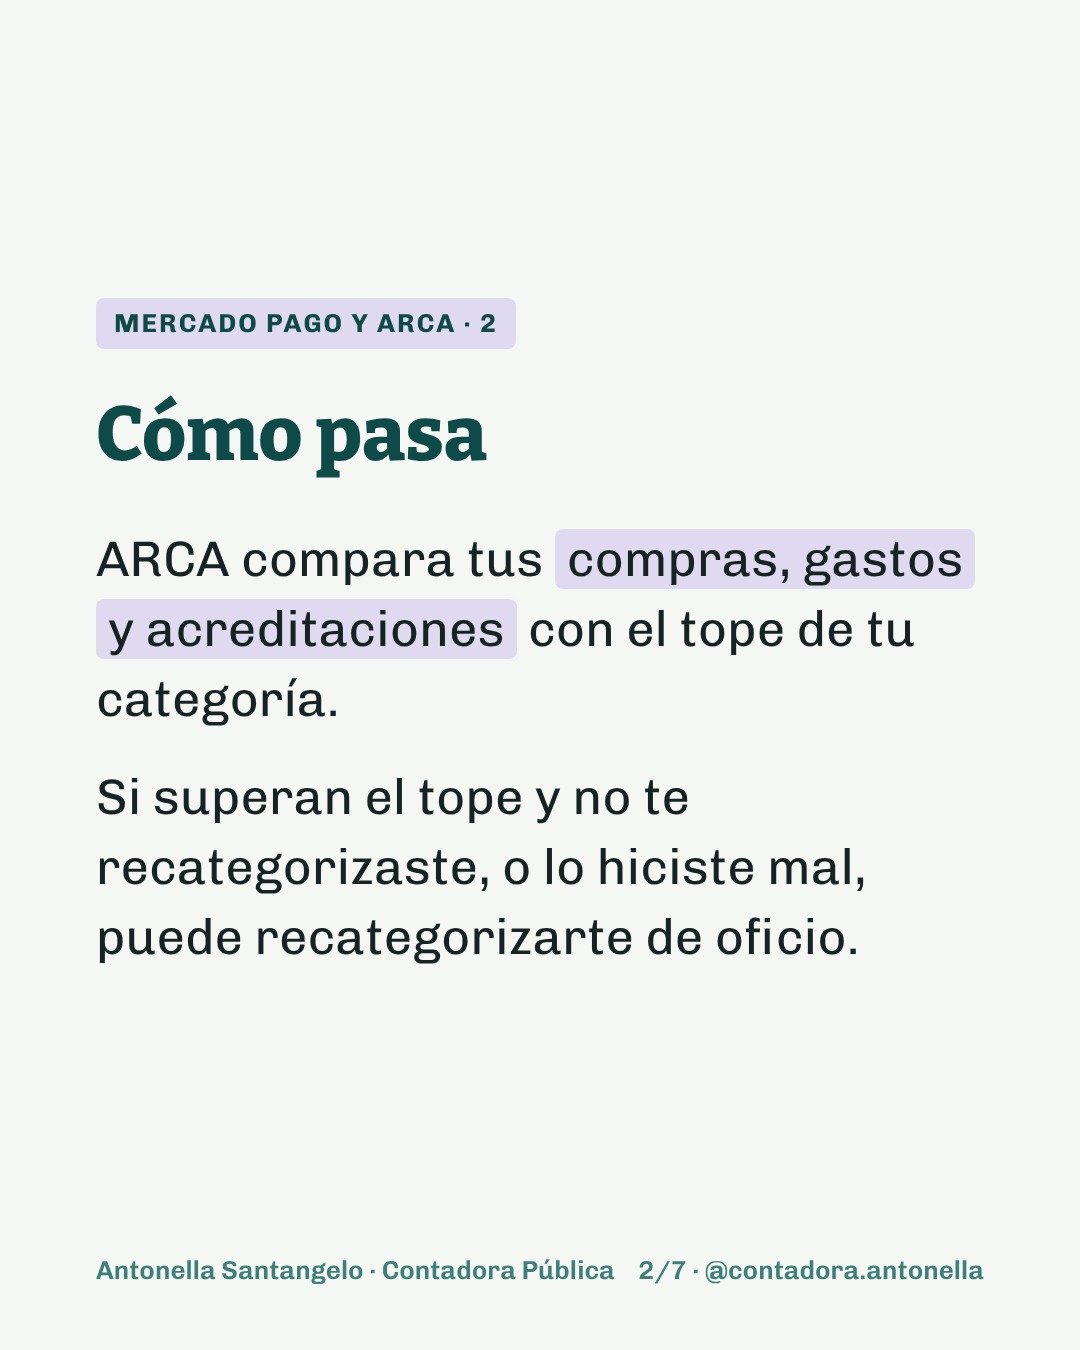 MERCADO PAGO Y ARCA · 2
Cómo pasa
ARCA compara tus compras, gastos
y acreditaciones con el tope de tu
categoría.
Si superan el tope y no te
recategorizaste, o lo hiciste mal,
puede recategorizarte de oficio.
Antonella Santangelo · Contadora Pública 2/7 · @contadora.antonella